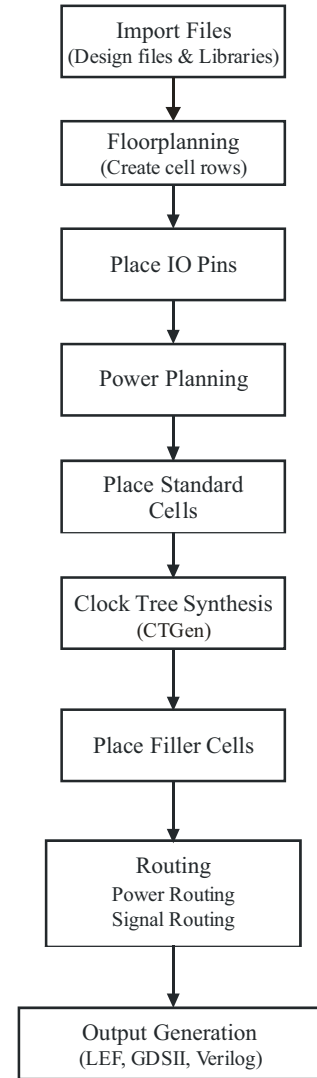 Import Files
(Design files & Libraries)
Floorplanning
(Create cell rows)
Place IO Pins
Power Planning
Place Standard
Cells
Clock Tree Synthesis
(CTGen)
Place Filler Cells
Routing
Power Routing
Signal Routing
Output Generation
(LEF, GDSII, Verilog)